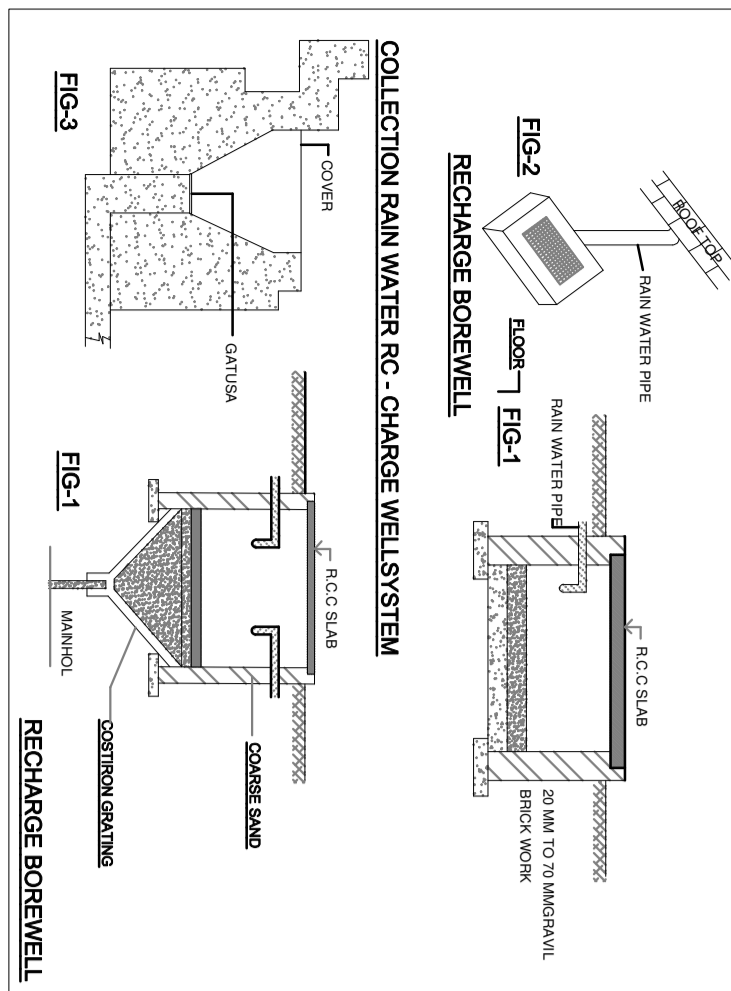 ROOF TOP
RAIN WATER PIPE
FIG-2
FLOOR
RECHARGE BOREWELL
FIG-1
RAIN WATER PIPE
R.C.C SLAB
20 MM TO 70 MMGRAVIL
BRICK WORK
COLLECTION RAIN WATER RC - CHARGE WELLSYSTEM
COVER
GATUSA
FIG-3
R.C.C SLAB
COARSE SAND
COSTIRON GRATING
FIG-1
MAINHOL
RECHARGE BOREWELL